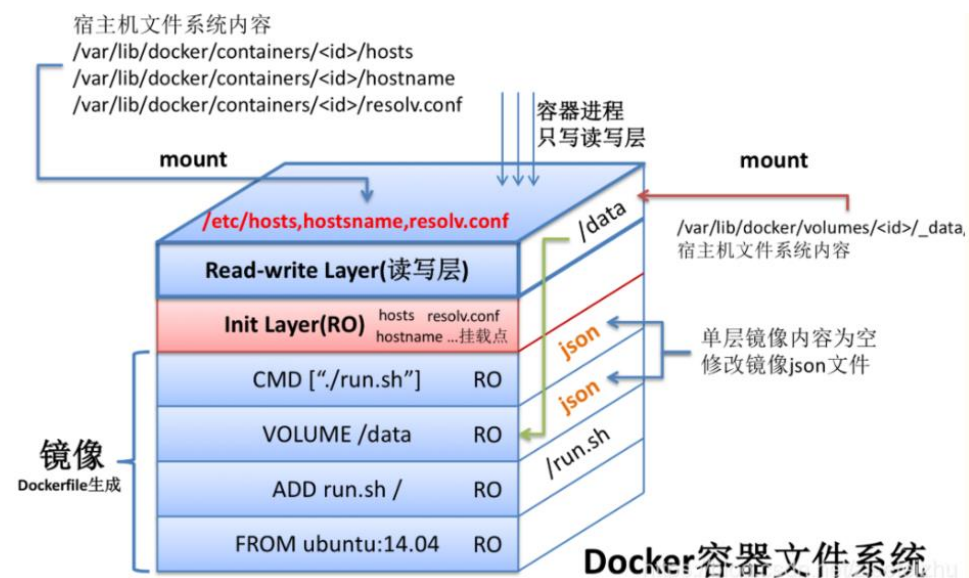 宿主机文件系统内容
/var/lib/docker/containers/<id>/hosts
/var/lib/docker/containers/<id>/hostname
/var/lib/docker/containers/<id>/resolv.conf
容器进程
只写读写层
mount
mount
/etc/hosts,hostsname,resolv.conf
/data
/var/lib/docker/volumes/<id>/_data,
宿主机文件系统内容
Read-write Layer(读写层)
Init Layer(RO)
hosts resolv.conf
hostname ...挂载点
json
json
单层镜像内容为空
修改镜像json文件
CMD [“./run.sh”] RO
VOLUME /data RO
/run.sh
ADD run.sh / RO
FROM ubuntu:14.04 RO
镜像
Dockerfile生成
Docker容器文件系统